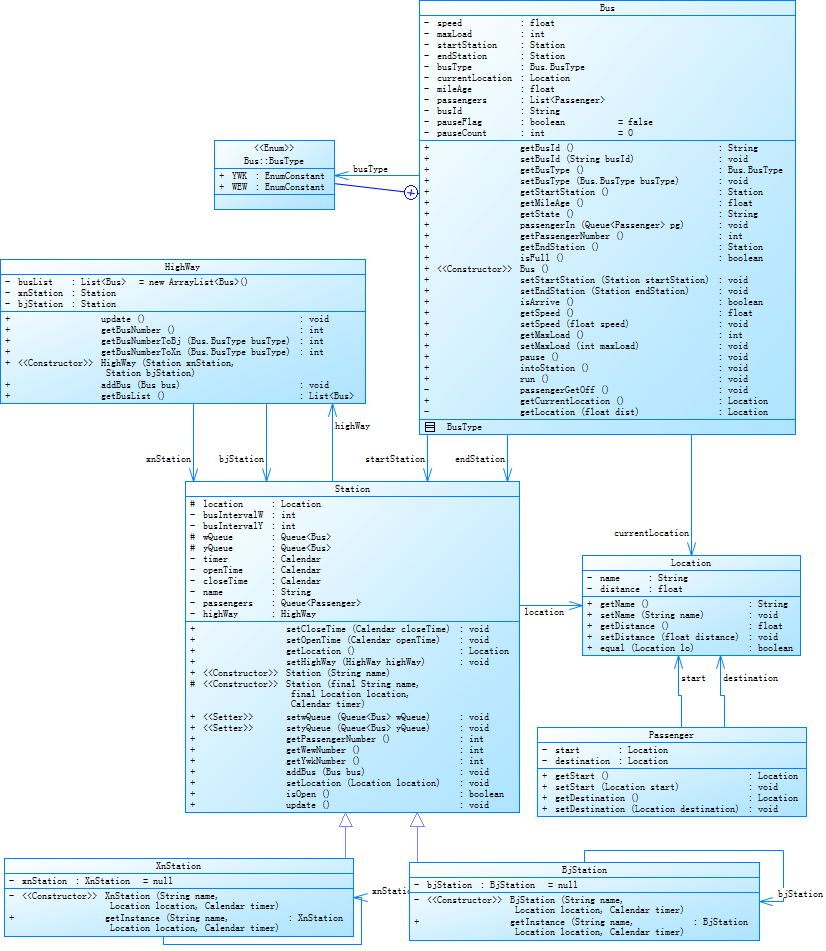 Bus
- speed : float
- maxLoad : int
- startStation : Station
- endStation : Station
- busType : Bus.BusType
- currentLocation : Location
- mileAge : float
- passengers : List<Passenger>
- busId : String
- pauseFlag : boolean = false
- pauseCount : int = 0
+ getBusId () : String
+ setBusId (String busId) : void
+ getBusType () : Bus.BusType
+ setBusType (Bus.BusType busType) : void
+ getStartStation () : Station
+ getMileAge () : float
+ getState () : String
+ passengerIn (Queue<Passenger> pg) : void
+ getPassengerNumber () : int
+ getEndStation () : Station
+ isFull () : boolean
+ <<Constructor>> Bus ()
+ setStartStation (Station startStation) : void
+ setEndStation (Station endStation) : void
+ isArrive () : boolean
+ getSpeed () : float
+ setSpeed (float speed) : void
+ getMaxLoad () : int
+ setMaxLoad (int maxLoad) : void
+ pause () : void
+ intoStation () : void
+ run () : void
- passengerGetOff () : void
+ getCurrentLocation () : Location
- getLocation (float dist) : Location
BusType
<<Enum>>
Bus::BusType
+ YWK : EnumConstant
+ WEW : EnumConstant
busType
HighWay
- busList : List<Bus> = new ArrayList<Bus>()
- xnStation : Station
- bjStation : Station
+ update () : void
+ getBusNumber () : int
+ getBusNumberToBj (Bus.BusType busType) : int
+ getBusNumberToXn (Bus.BusType busType) : int
+ <<Constructor>> HighWay (Station xnStation,
Station bjStation)
+ addBus (Bus bus) : void
+ getBusList () : List<Bus>
highWay
xnStation
bjStation
startStation
endStation
currentLocation
Station
# location : Location
- busIntervalW : int
- busIntervalY : int
# wQueue : Queue<Bus>
# yQueue : Queue<Bus>
- timer : Calendar
- openTime : Calendar
- closeTime : Calendar
- name : String
- passengers : Queue<Passenger>
- highWay : HighWay
+ setCloseTime (Calendar closeTime) : void
+ setOpenTime (Calendar openTime) : void
+ getLocation () : Location
+ setHighWay (HighWay highWay) : void
+ <<Constructor>> Station (String name)
# <<Constructor>> Station (final String name,
final Location location,
Calendar timer)
+ <<Setter>> setwQueue (Queue<Bus> wQueue) : void
+ <<Setter>> setyQueue (Queue<Bus> yQueue) : void
+ getPassengerNumber () : int
+ getWewNumber () : int
+ getYwkNumber () : int
+ addBus (Bus bus) : void
+ setLocation (Location location) : void
+ isOpen () : boolean
+ update () : void
location
Location
- name : String
- distance : float
+ getName () : String
+ setName (String name) : void
+ getDistance () : float
+ setDistance (float distance) : void
+ equal (Location lo) : boolean
start
destination
Passenger
- start : Location
- destination : Location
+ getStart () : Location
+ setStart (Location start) : void
+ getDestination () : Location
+ setDestination (Location destination) : void
XnStation
- xnStation : XnStation = null
- <<Constructor>> XnStation (String name,
Location location, Calendar timer)
+ getInstance (String name, : XnStation
Location location, Calendar timer)
BjStation
- bjStation : BjStation = null
- <<Constructor>> BjStation (String name,
Location location, Calendar timer)
+ getInstance (String name, : BjStation
Location location, Calendar timer)
bjStation